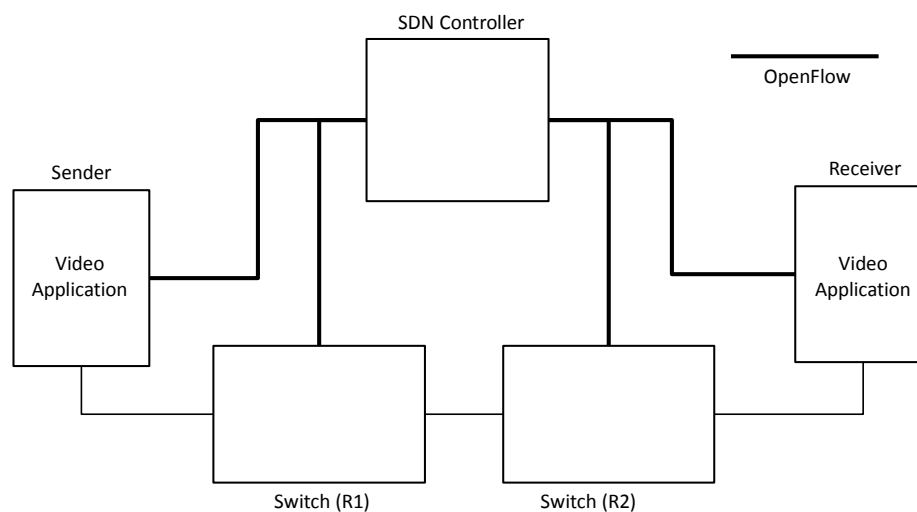 SDN Controller
OpenFlow
Sender
Receiver
Video
Application
Video
Application
Switch (R1)
Switch (R2)